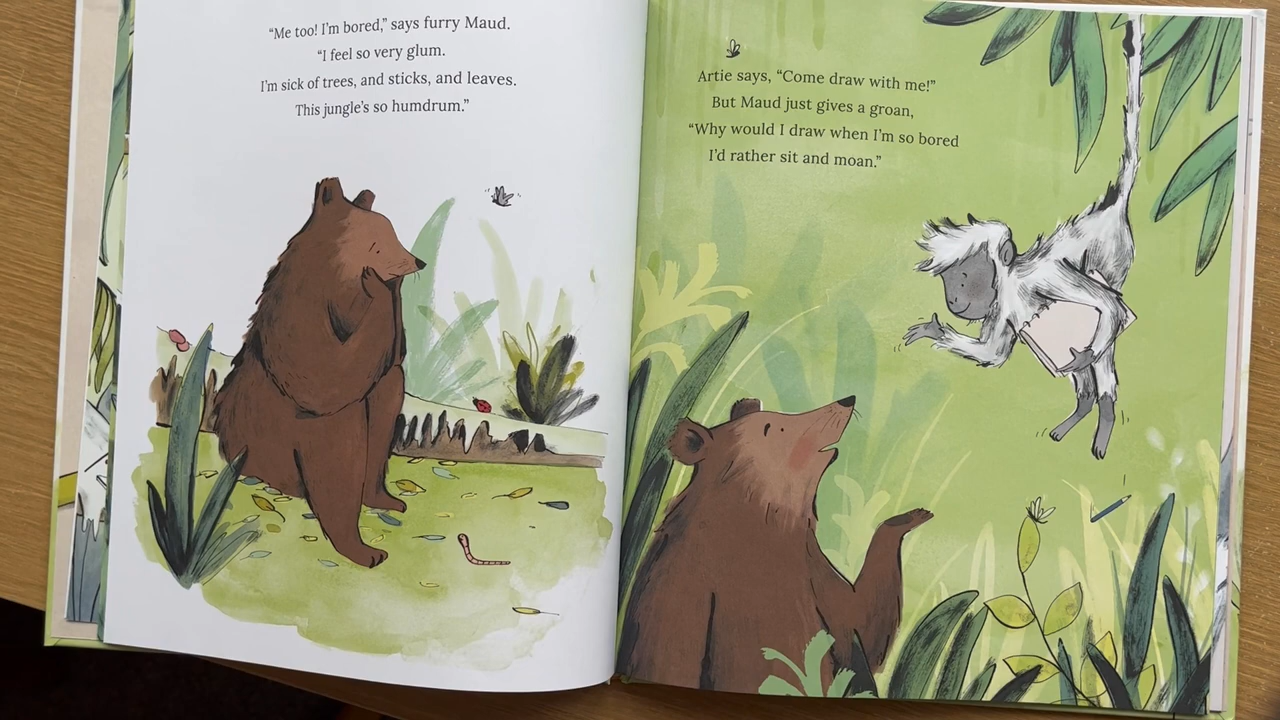 “Me too! I’m bored,” says furry Maud.
“I feel so very glum.
I’m sick of trees, and sticks, and leaves.
This jungle’s so humdrum.”
Artie says, “Come draw with me!”
But Maud just gives a groan,
“Why would I draw when I’m so bored
I’d rather sit and moan.”